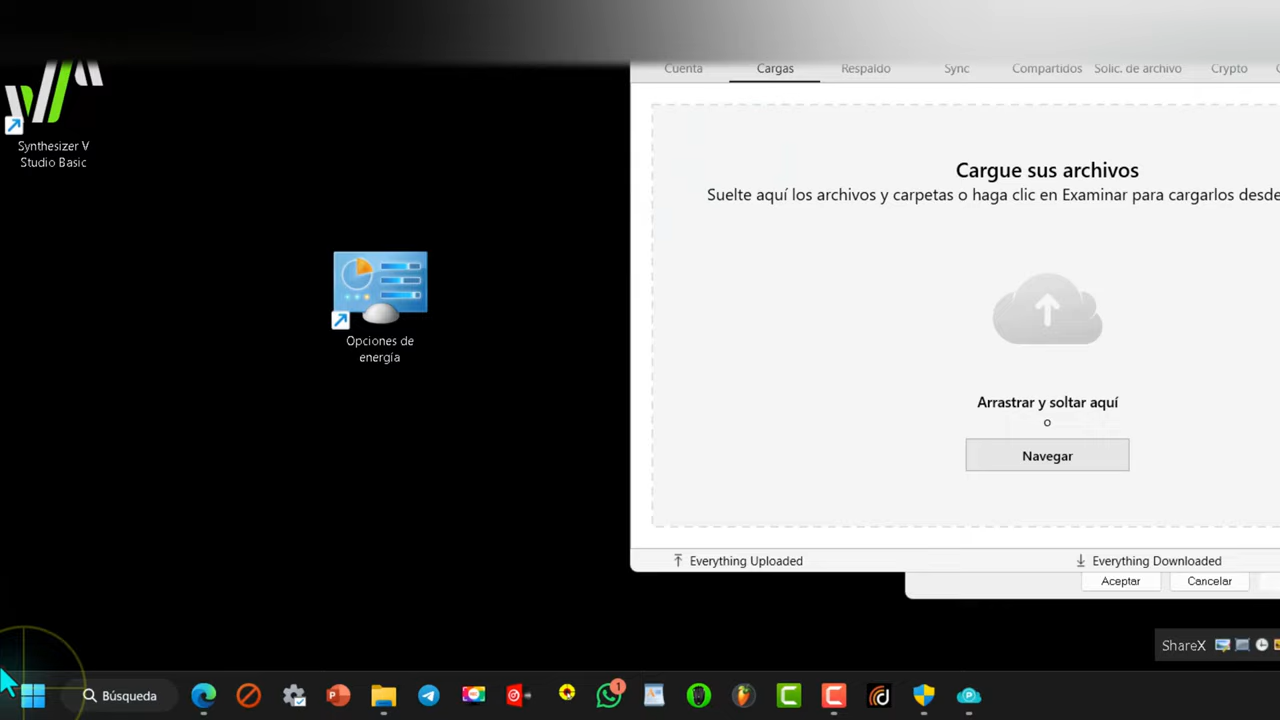 Synthesizer V
Studio Basic
Opciones de
energía
Cuenta
Cargas
Respaldo
Sync
Compartidos
Solic. de archivo
Crypto
Cargue sus archivos
Suelte aquí los archivos y carpetas o haga clic en Examinar para cargarlos desde
Arrastrar y soltar aquí
o
Navegar
Everything Uploaded
Everything Downloaded
Aceptar
Cancelar
ShareX
Búsqueda
1